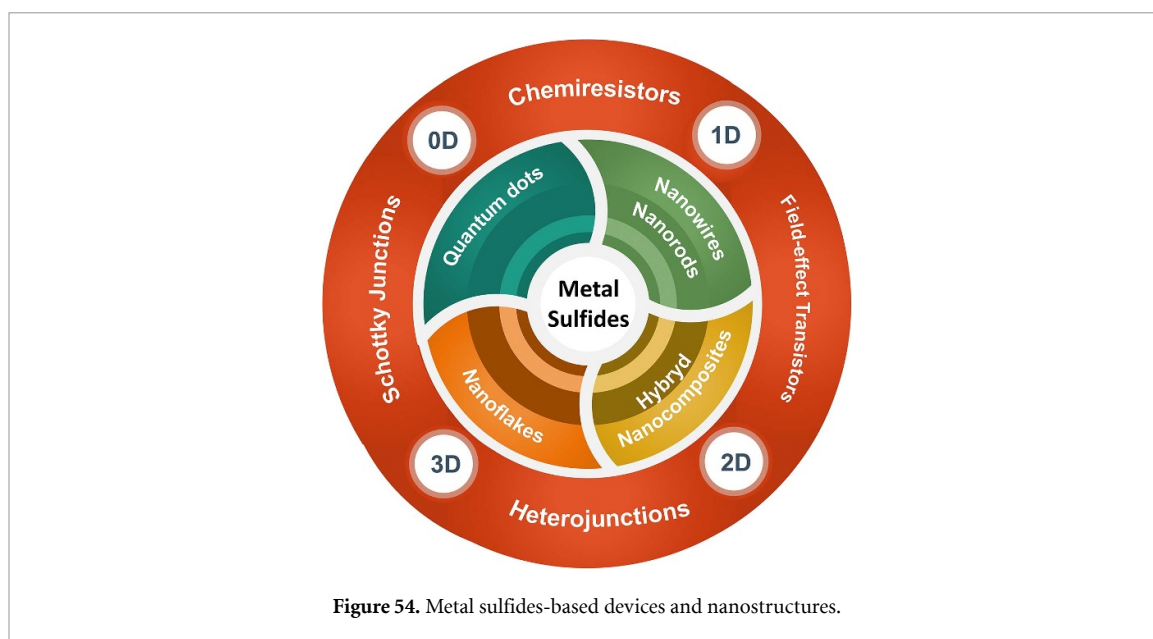 Chemiresistors
0D
1D
Quantum dots
Nanowires
Nanorods
Schottky Junctions
Field-effect Transistors
Metal
Sulfides
Nanoflakes
Hybryd
Nanocomposites
3D
2D
Heterojunctions
Figure 54. Metal sulfides-based devices and nanostructures.